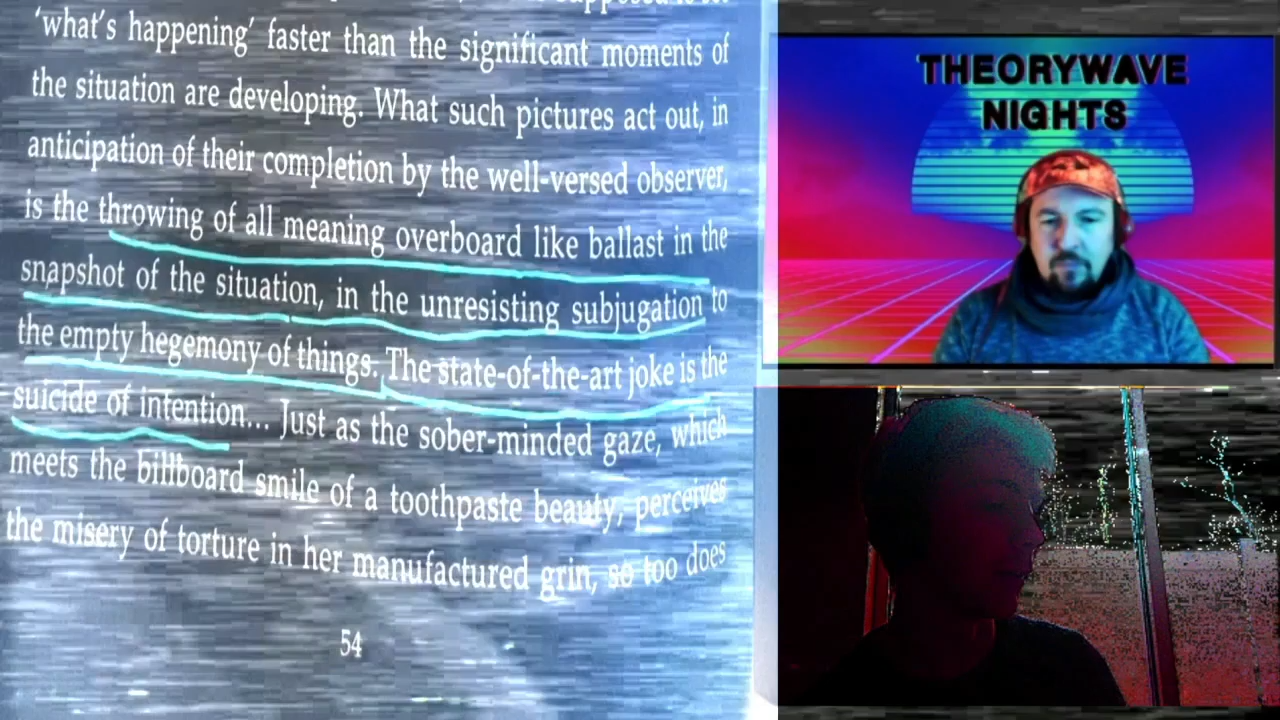 'what's happening' faster than the significant moments of
the situation are developing. What such pictures act out, in
anticipation of their completion by the well-versed observer,
is the throwing of all meaning overboard like ballast in the
snapshot of the situation, in the unresisting subjugation to
the empty hegemony of things. The state-of-the-art joke is the
suicide of intention... Just as the sober-minded gaze, which
meets the billboard smile of a toothpaste beauty, perceives
the misery of torture in her manufactured grin, so too does
54
THEORYWAVE
NIGHTS